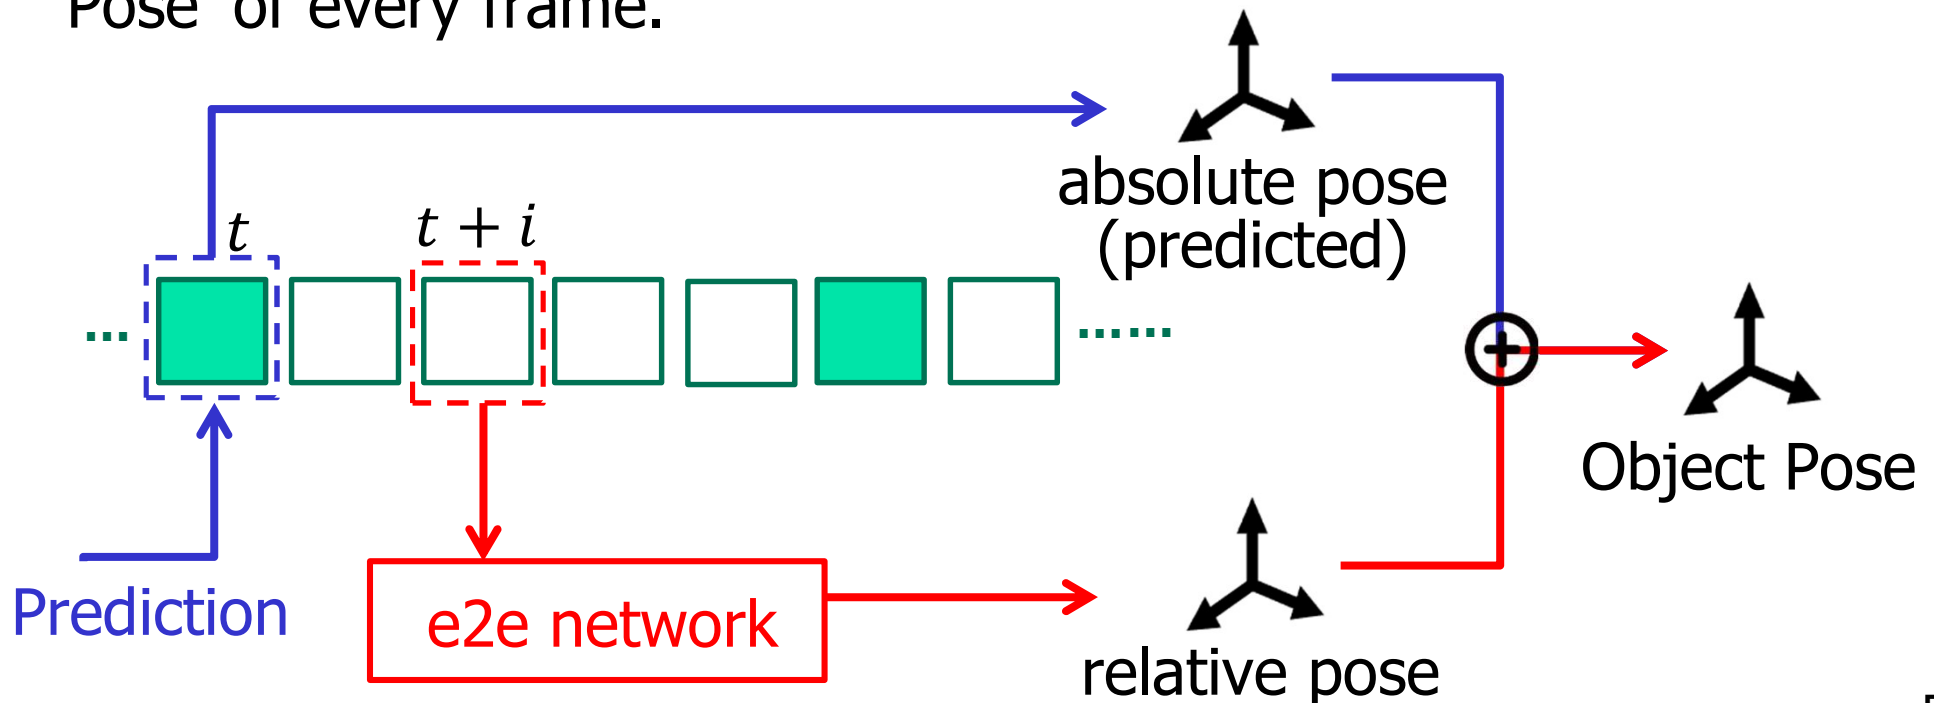 Pose of every frame.
absolute pose
(predicted)
t
t + i
... ......
Object Pose
Prediction
e2e network
relative pose